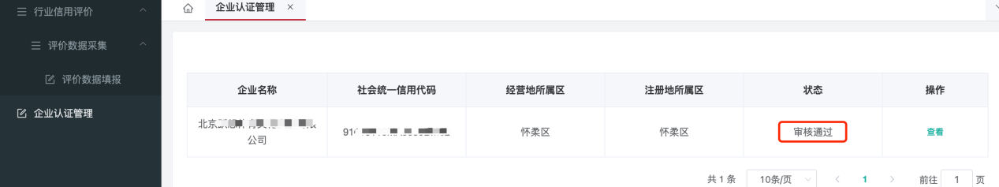 行业信用评价
企业认证管理 ×
评价数据采集
评价数据填报
企业认证管理
企业名称 社会统一信用代码 经营地所属区 注册地所属区 状态 操作
北京
公司
91 怀柔区 怀柔区 审核通过 查看
共 1 条 10条/页 1 前往 1 页